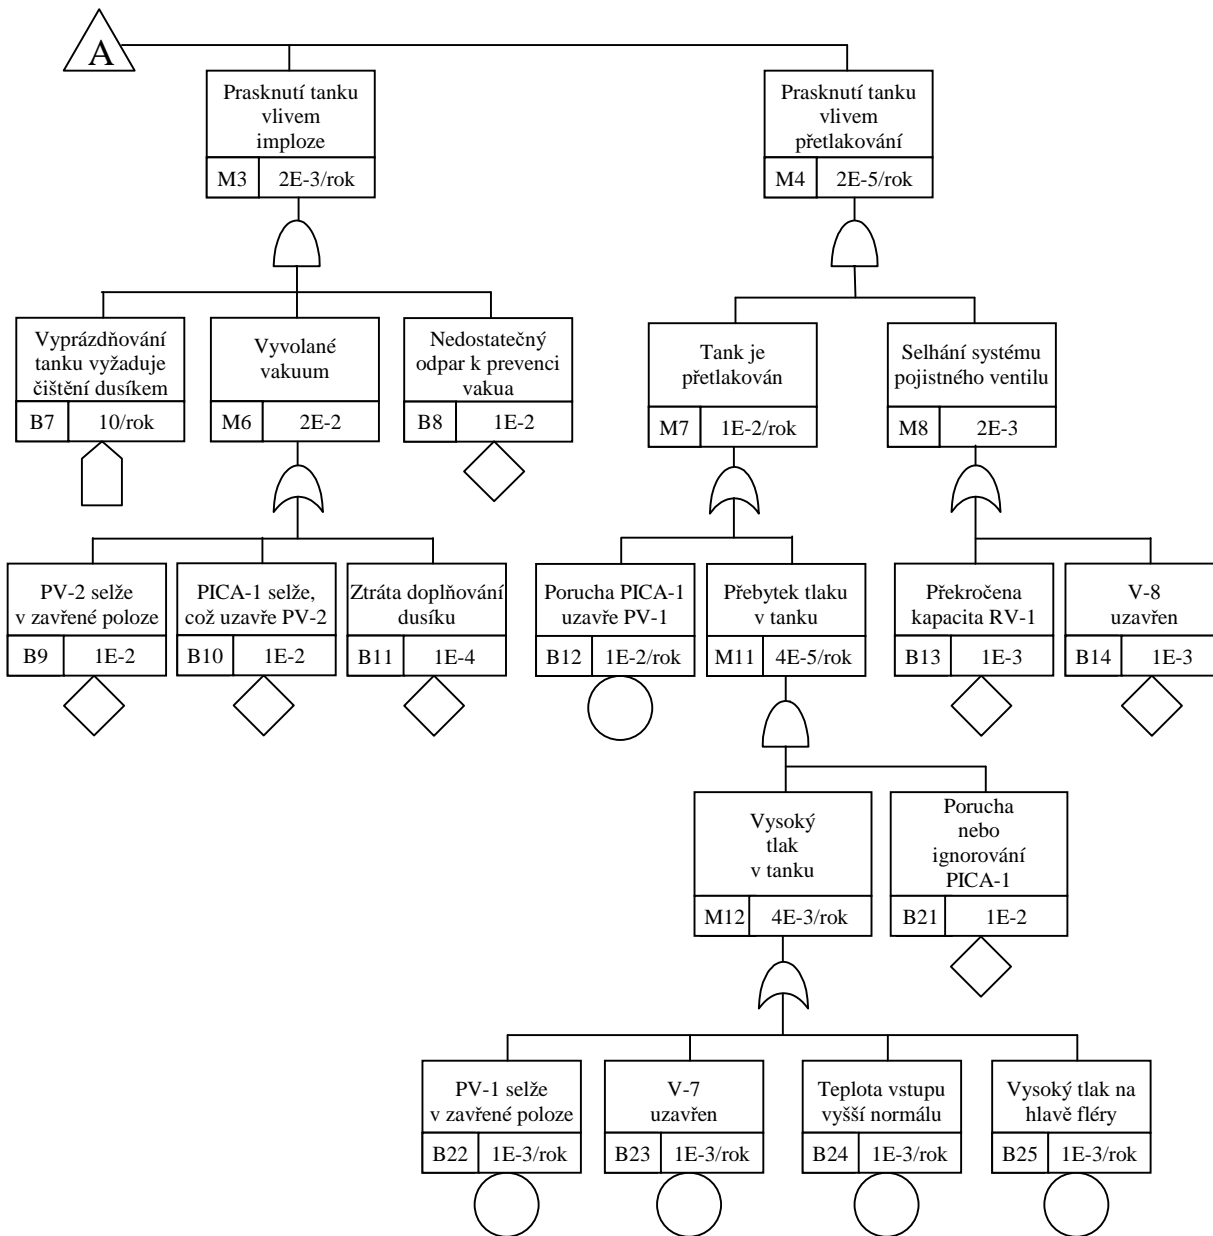 A
Prasknutí tanku
vlivem
imploze
M3 2E-3/rok
Prasknutí tanku
vlivem
přetlakování
M4 2E-5/rok
Vyprázdňování
tanku vyžaduje
čištění dusíkem
B7 10/rok
Vyvolané
vakuum
M6 2E-2
Nedostatečný
odpar k prevenci
vakua
B8 1E-2
Tank je
přetlakován
M7 1E-2/rok
Selhání systému
pojistného ventilu
M8 2E-3
PV-2 selže
v zavřené poloze
B9 1E-2
PICA-1 selže,
což uzavře PV-2
B10 1E-2
Ztráta doplňování
dusíku
B11 1E-4
Porucha PICA-1
uzavře PV-1
B12 1E-2/rok
Přebytek tlaku
v tanku
M11 4E-5/rok
Překročena
kapacita RV-1
B13 1E-3
V-8
uzavřen
B14 1E-3
Vysoký
tlak
v tanku
M12 4E-3/rok
Porucha
nebo
ignorování
PICA-1
B21 1E-2
PV-1 selže
v zavřené poloze
B22 1E-3/rok
V-7
uzavřen
B23 1E-3/rok
Teplota vstupu
vyšší normálu
B24 1E-3/rok
Vysoký tlak na
hlavě fléry
B25 1E-3/rok